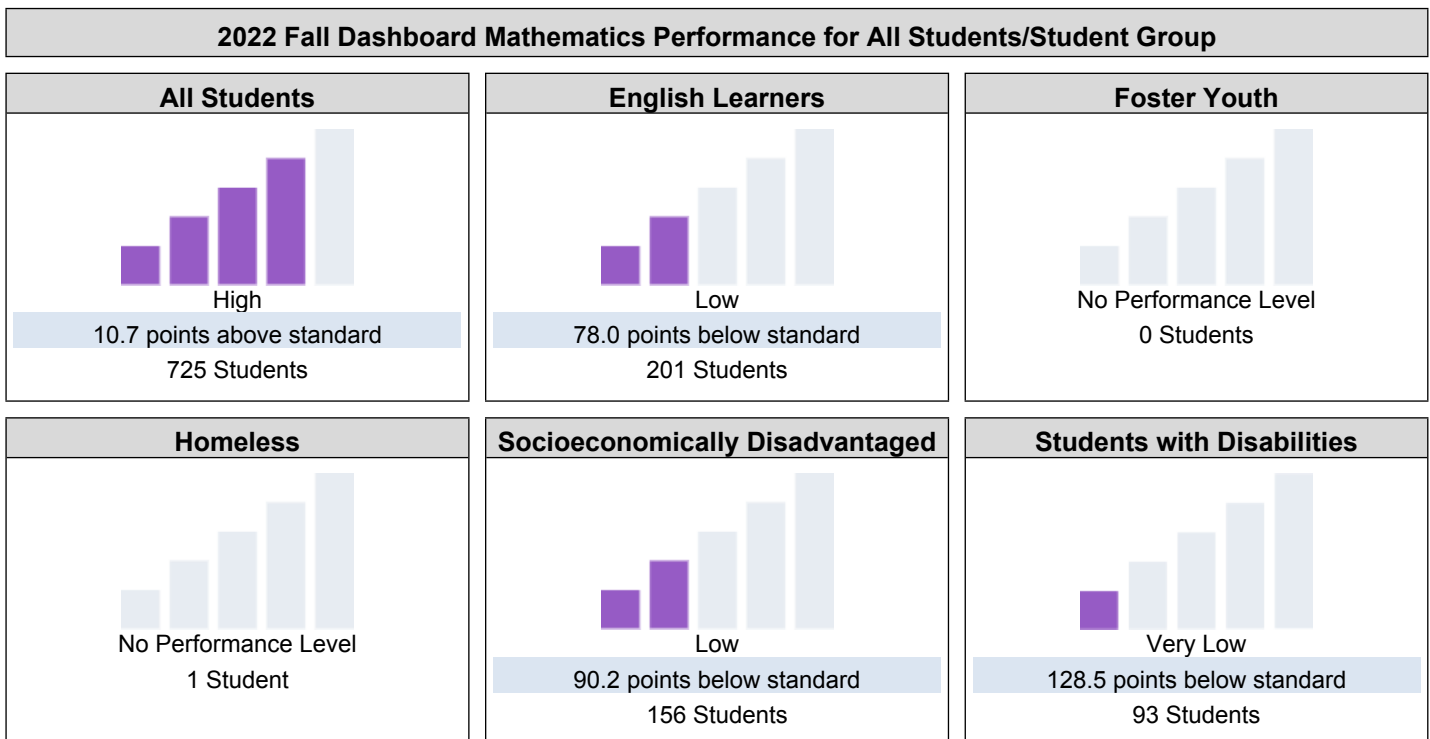 2022 Fall Dashboard Mathematics Performance for All Students/Student Group
All Students
High
10.7 points above standard
725 Students
English Learners
Low
78.0 points below standard
201 Students
Foster Youth
No Performance Level
0 Students
Homeless
No Performance Level
1 Student
Socioeconomically Disadvantaged
Low
90.2 points below standard
156 Students
Students with Disabilities
Very Low
128.5 points below standard
93 Students